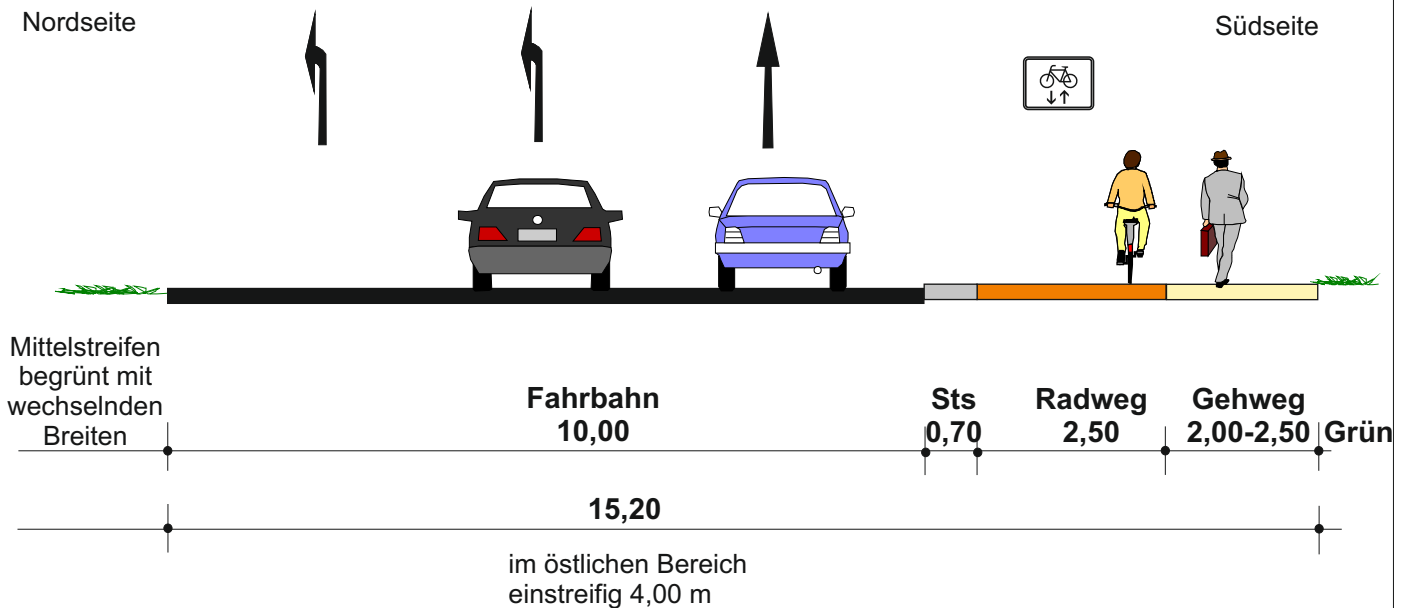 Nordseite
Südseite
Mittelstreifen
begrünt mit
wechselnden
Breiten
Fahrbahn
10,00
Sts
0,70
Radweg
2,50
Gehweg
2,00-2,50
Grün
15,20
im östlichen Bereich
einstreifig 4,00 m